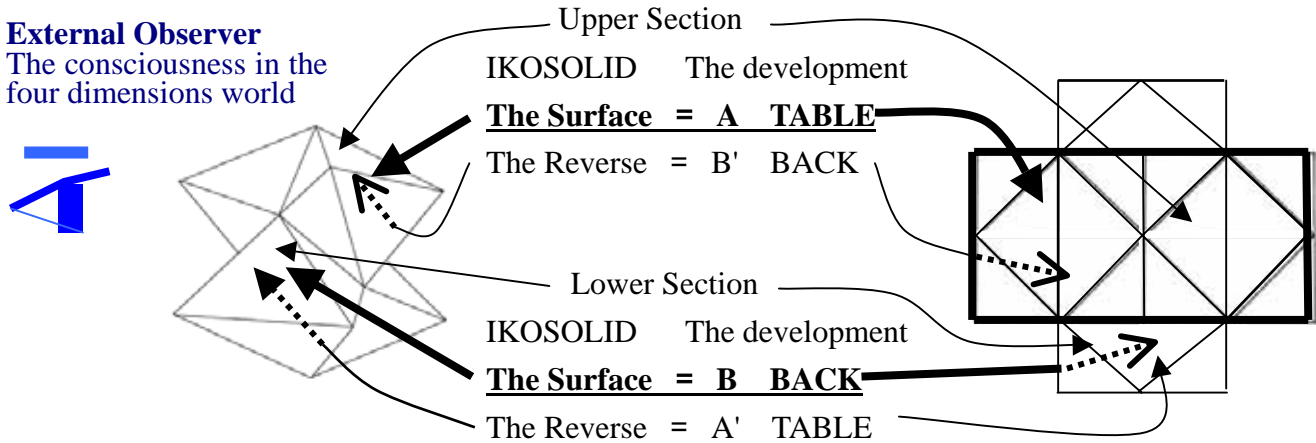 External Observer
The consciousness in the
four dimensions world
Upper Section
IKOSOLID The development
The Surface = A TABLE
The Reverse = B' BACK
Lower Section
IKOSOLID The development
The Surface = B BACK
The Reverse = A' TABLE